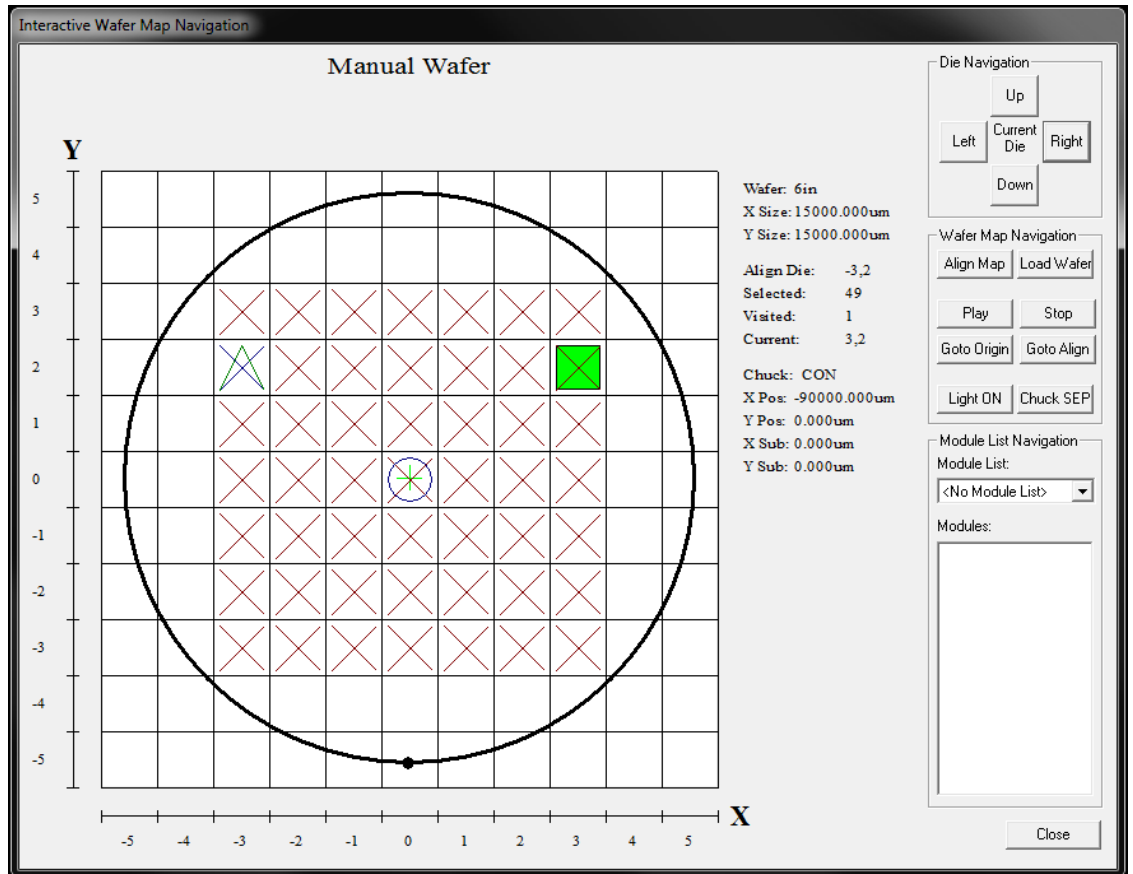 Interactive Wafer Map Navigation
Manual Wafer
Y
5
4
3
2
1
0
-1
-2
-3
-4
-5
-5 -4 -3 -2 -1 0 1 2 3 4 5
X
Wafer: 6in
X Size: 15000.000um
Y Size: 15000.000um
Align Die: -3,2
Selected: 49
Visited: 1
Current: 3,2
Chuck: CON
X Pos: -90000.000um
Y Pos: 0.000um
X Sub: 0.000um
Y Sub: 0.000um
Die Navigation
Up
Left Current Die Right
Down
Wafer Map Navigation
Align Map Load Wafer
Play Stop
Goto Origin Goto Align
Light ON Chuck SEP
Module List Navigation
Module List:
<No Module List>
Modules:
Close